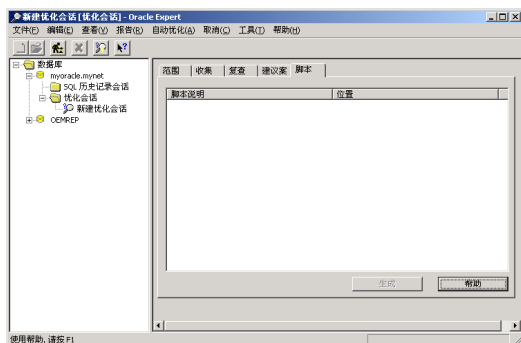 新建优化会话 [优化会话] - Oracle Expert
文件(F) 编辑(E) 查看(V) 报告(R) 自动优化(A) 取消(C) 工具(T) 帮助(H)
数据库
myoracle.mynet
SQL 历史记录会话
优化会话
新建优化会话
OEMREP
范围 收集 复查 建议案 脚本
脚本说明 位置
生成 帮助
使用帮助, 请按 F1